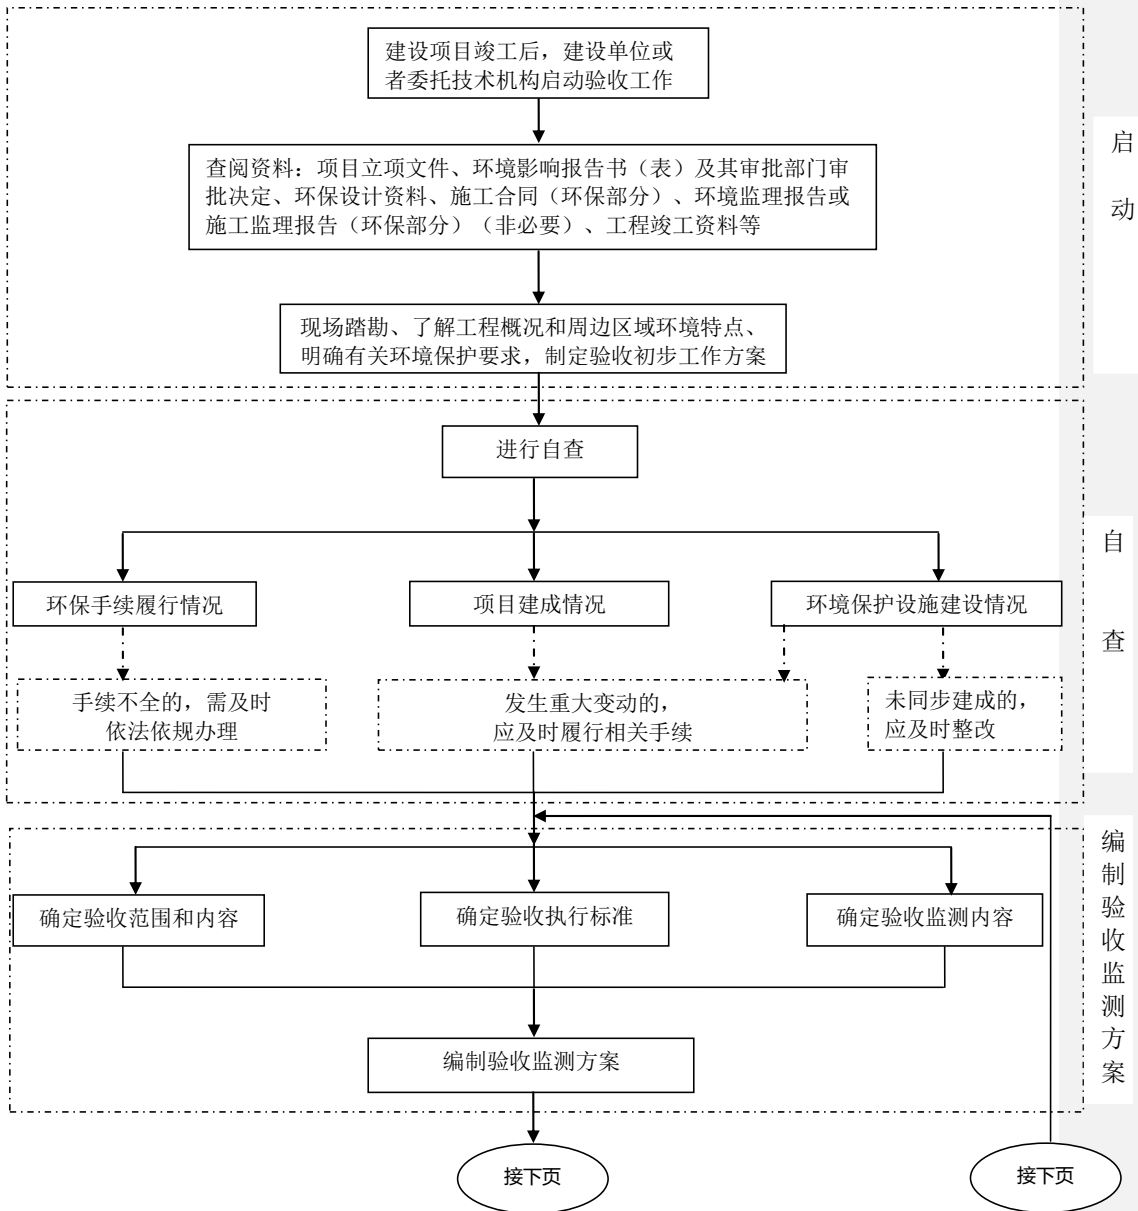 建设项目竣工后，建设单位或
者委托技术机构启动验收工作
启
动
查阅资料：项目立项文件、环境影响报告书（表）及其审批部门审
批决定、环保设计资料、施工合同（环保部分）、环境监理报告或
施工监理报告（环保部分）（非必要）、工程竣工资料等
现场踏勘、了解工程概况和周边区域环境特点、
明确有关环境保护要求，制定验收初步工作方案
进行自查
自
查
环保手续履行情况
项目建成情况
环境保护设施建设情况
手续不全的，需及时
依法依规办理
发生重大变动的，
应及时履行相关手续
未同步建成的，
应及时整改
编
制
验
收
监
测
方
案
确定验收范围和内容
确定验收执行标准
确定验收监测内容
编制验收监测方案
接下页
接下页